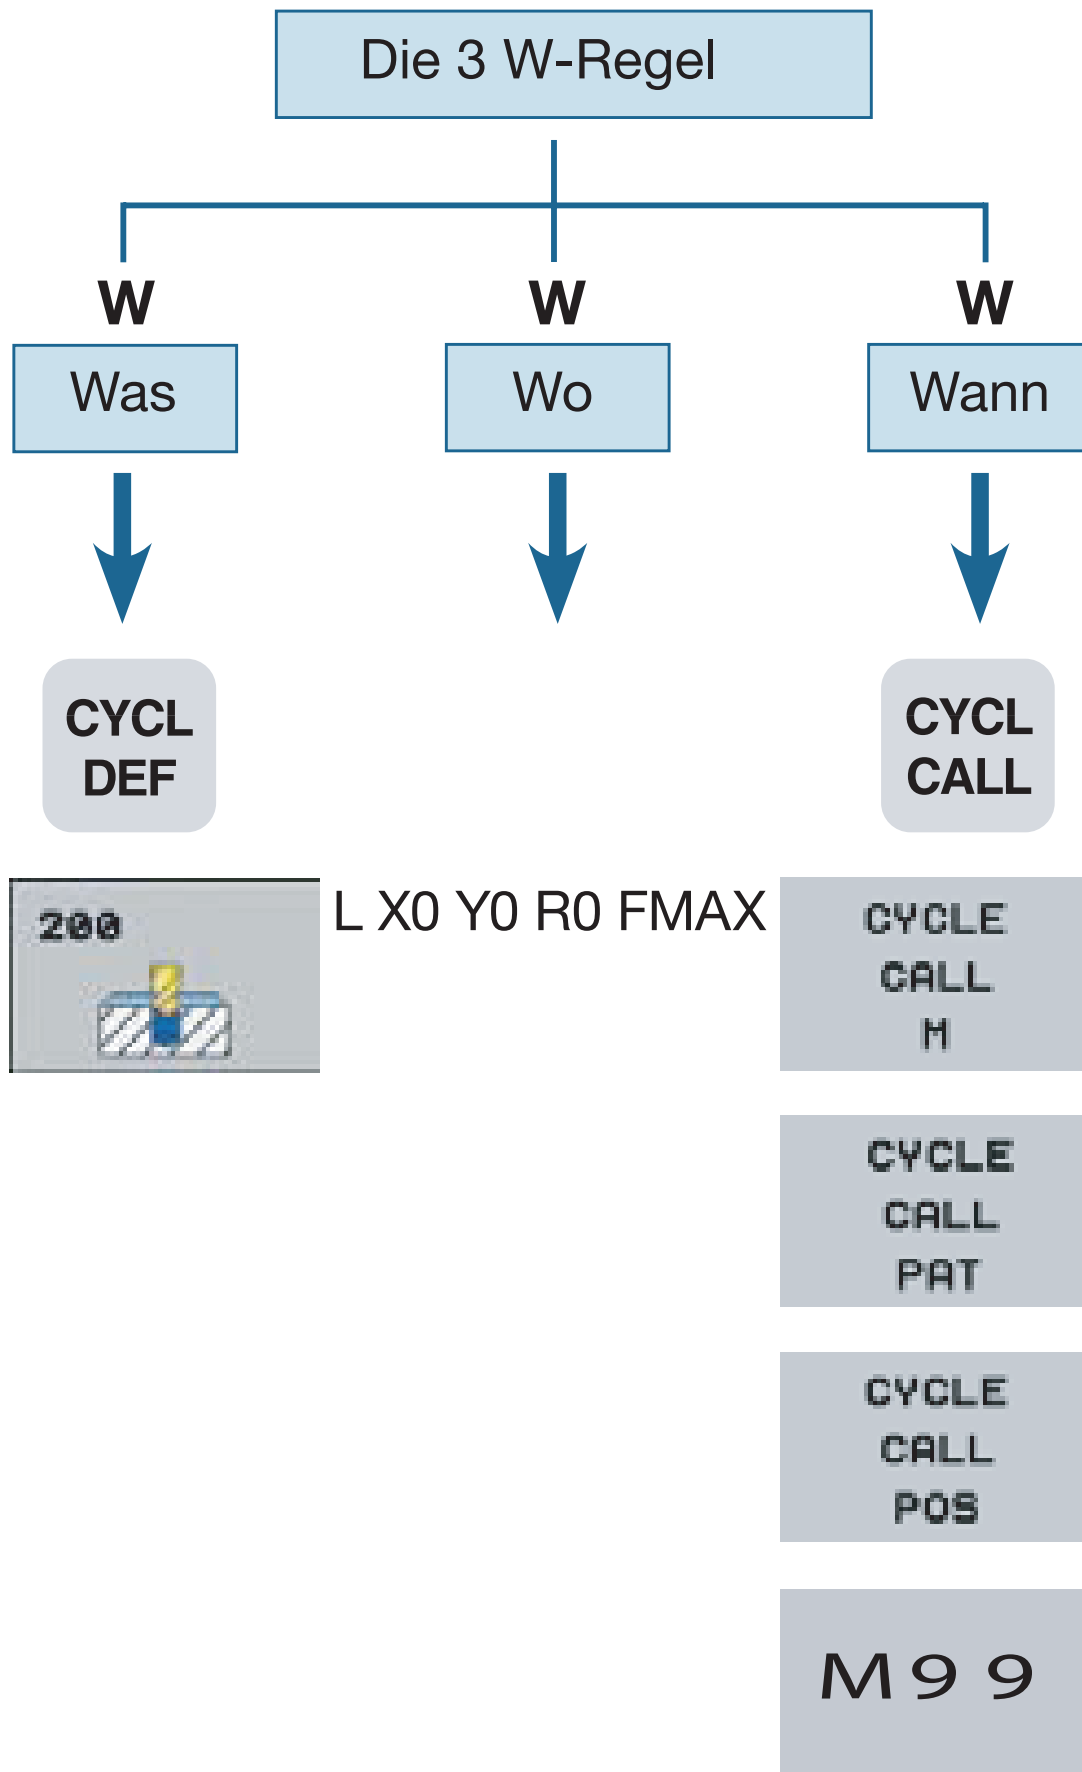 Die 3 W-Regel
W
W
W
Was
Wo
Wann
CYCL
DEF
CYCL
CALL
200
L X0 Y0 R0 FMAX
CYCLE
CALL
M
CYCLE
CALL
PAT
CYCLE
CALL
POS
M99